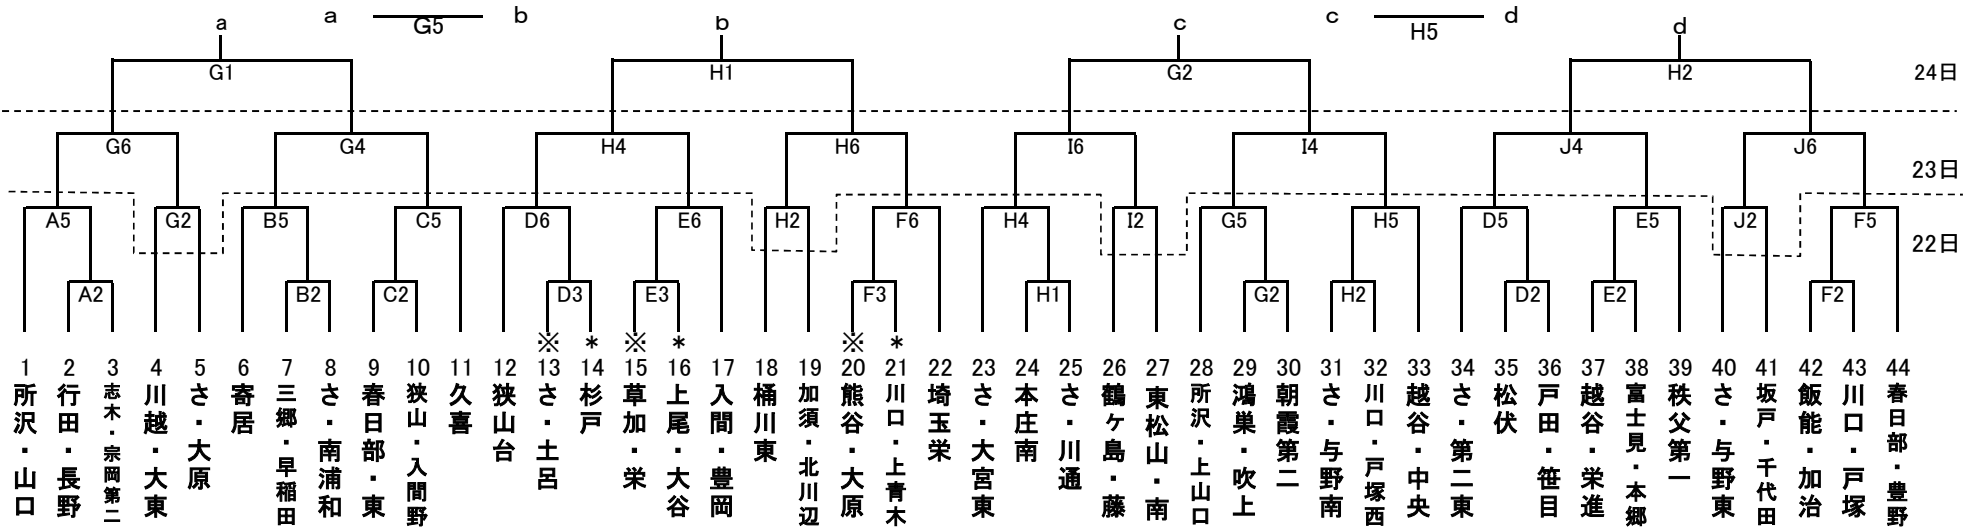 a G5 b c H5 d
a b c d
G1 H1 G2 H2 24日
G6 G4 H4 H6 I6 I4 J4 J6
23日
A5 G2 B5 C5 D6 E6 H2 F6 H4 I2 G5 H5 D5 E5 J2 F5
22日
A2 B2 C2 D3 E3 F3 H1 G2 H2 D2 E2 F2
※ * ※ * ※ *
1 2 3 4 5 6 7 8 9 10 11 12 13 14 15 16 17 18 19 20 21 22 23 24 25 26 27 28 29 30 31 32 33 34 35 36 37 38 39 40 41 42 43 44
所沢・山口
行田・長野
志木・宗岡第二
川越・大東
さ・大原
寄居
三郷・早稲田
さ・南浦和
春日部・東
狭山・入間野
久喜
狭山台
さ・土呂
杉戸
草加・栄
上尾・大谷
入間・豊岡
桶川東
加須・北川辺
熊谷・大原
川口・上青木
埼玉栄
さ・大宮東
本庄南
さ・川通
鶴ヶ島・藤
東松山・南
所沢・上山口
鴻巣・吹上
朝霞第二
さ・与野南
川口・戸塚西
越谷・中央
さ・第二東
松伏
戸田・笹目
越谷・栄進
富士見・本郷
秩父第一
さ・与野東
坂戸・千代田
飯能・加治
川口・戸塚
春日部・豊野